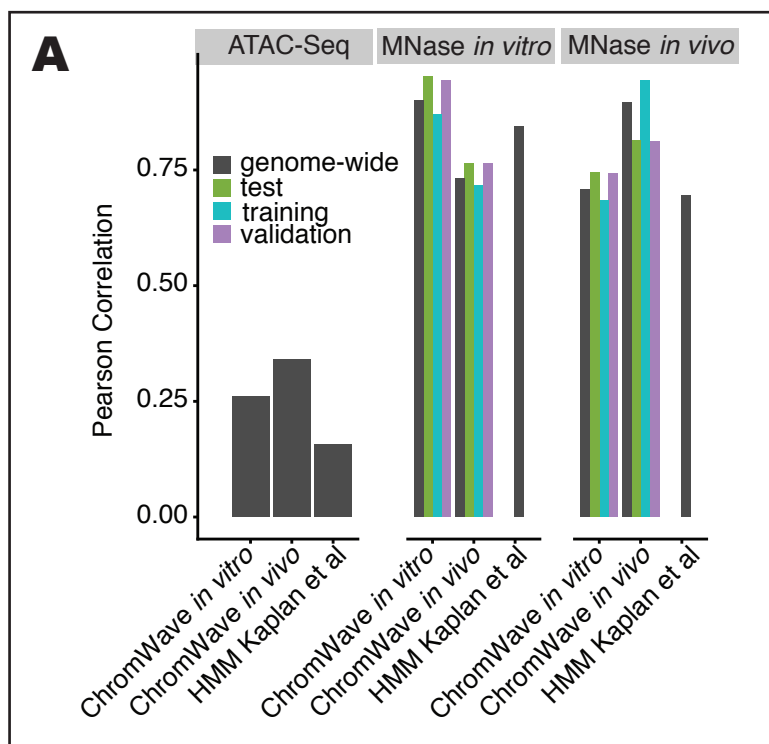 A
ATAC-Seq
MNase in vitro
MNase in vivo
genome-wide
test
training
validation
Pearson Correlation
0.75
0.50
0.25
0.00
ChromWave in vitro
ChromWave in vivo
HMM Kaplan et al
ChromWave in vitro
ChromWave in vivo
HMM Kaplan et al
ChromWave in vitro
ChromWave in vivo
HMM Kaplan et al